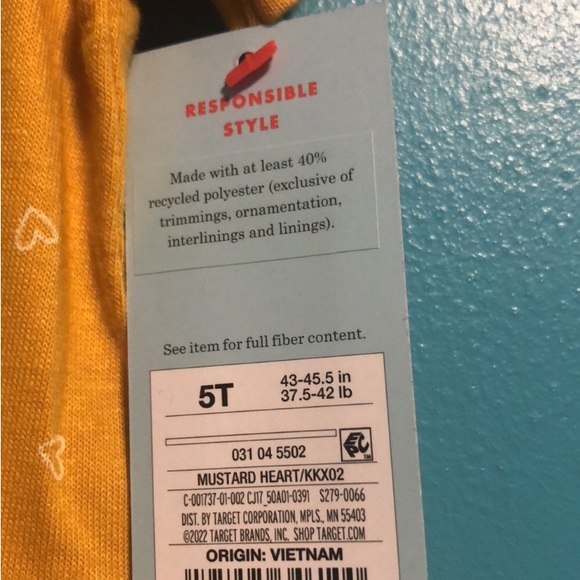 RESPONSIBLE
STYLE
Made with at least 40%
recycled polyester (exclusive of
trimmings, ornamentation,
interlinings and linings).
See item for full fiber content.
5T
43-45.5 in
37.5-42 lb
031 04 5502
EPC™
MUSTARD HEART/KKX02
C-001737-01-002 CJ17_50A01-0391 S279-0066
DIST. BY TARGET CORPORATION, MPLS., MN 55403
©2022 TARGET BRANDS, INC. SHOP TARGET.COM
ORIGIN: VIETNAM